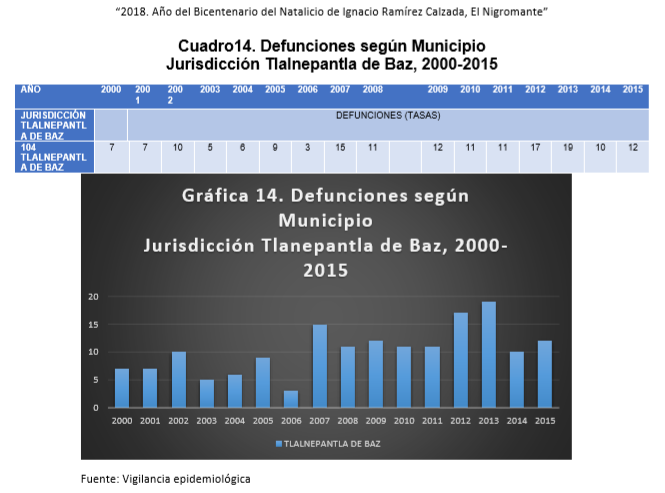 “2018. Año del Bicentenario del Natalicio de Ignacio Ramírez Calzada, El Nigromante”
Cuadro14. Defunciones según Municipio
Jurisdicción Tlalnepantla de Baz, 2000-2015
AÑO 2000 200 200 2003 2004 2005 2006 2007 2008 2009 2010 2011 2012 2013 2014 2015
1 2
JURISDICCIÓN DEFUNCIONES (TASAS)
TLALNEPANTL
A DE BAZ
104 7 7 10 5 6 9 3 15 11 12 11 11 17 19 10 12
TLALNEPANTL
A DE BAZ
Gráfica 14. Defunciones según
Municipio
Jurisdicción Tlanepantla de Baz, 2000-
2015
20
15
10
5
0
2000 2001 2002 2003 2004 2005 2006 2007 2008 2009 2010 2011 2012 2013 2014 2015
TLALNEPANTLA DE BAZ
Fuente: Vigilancia epidemiológica